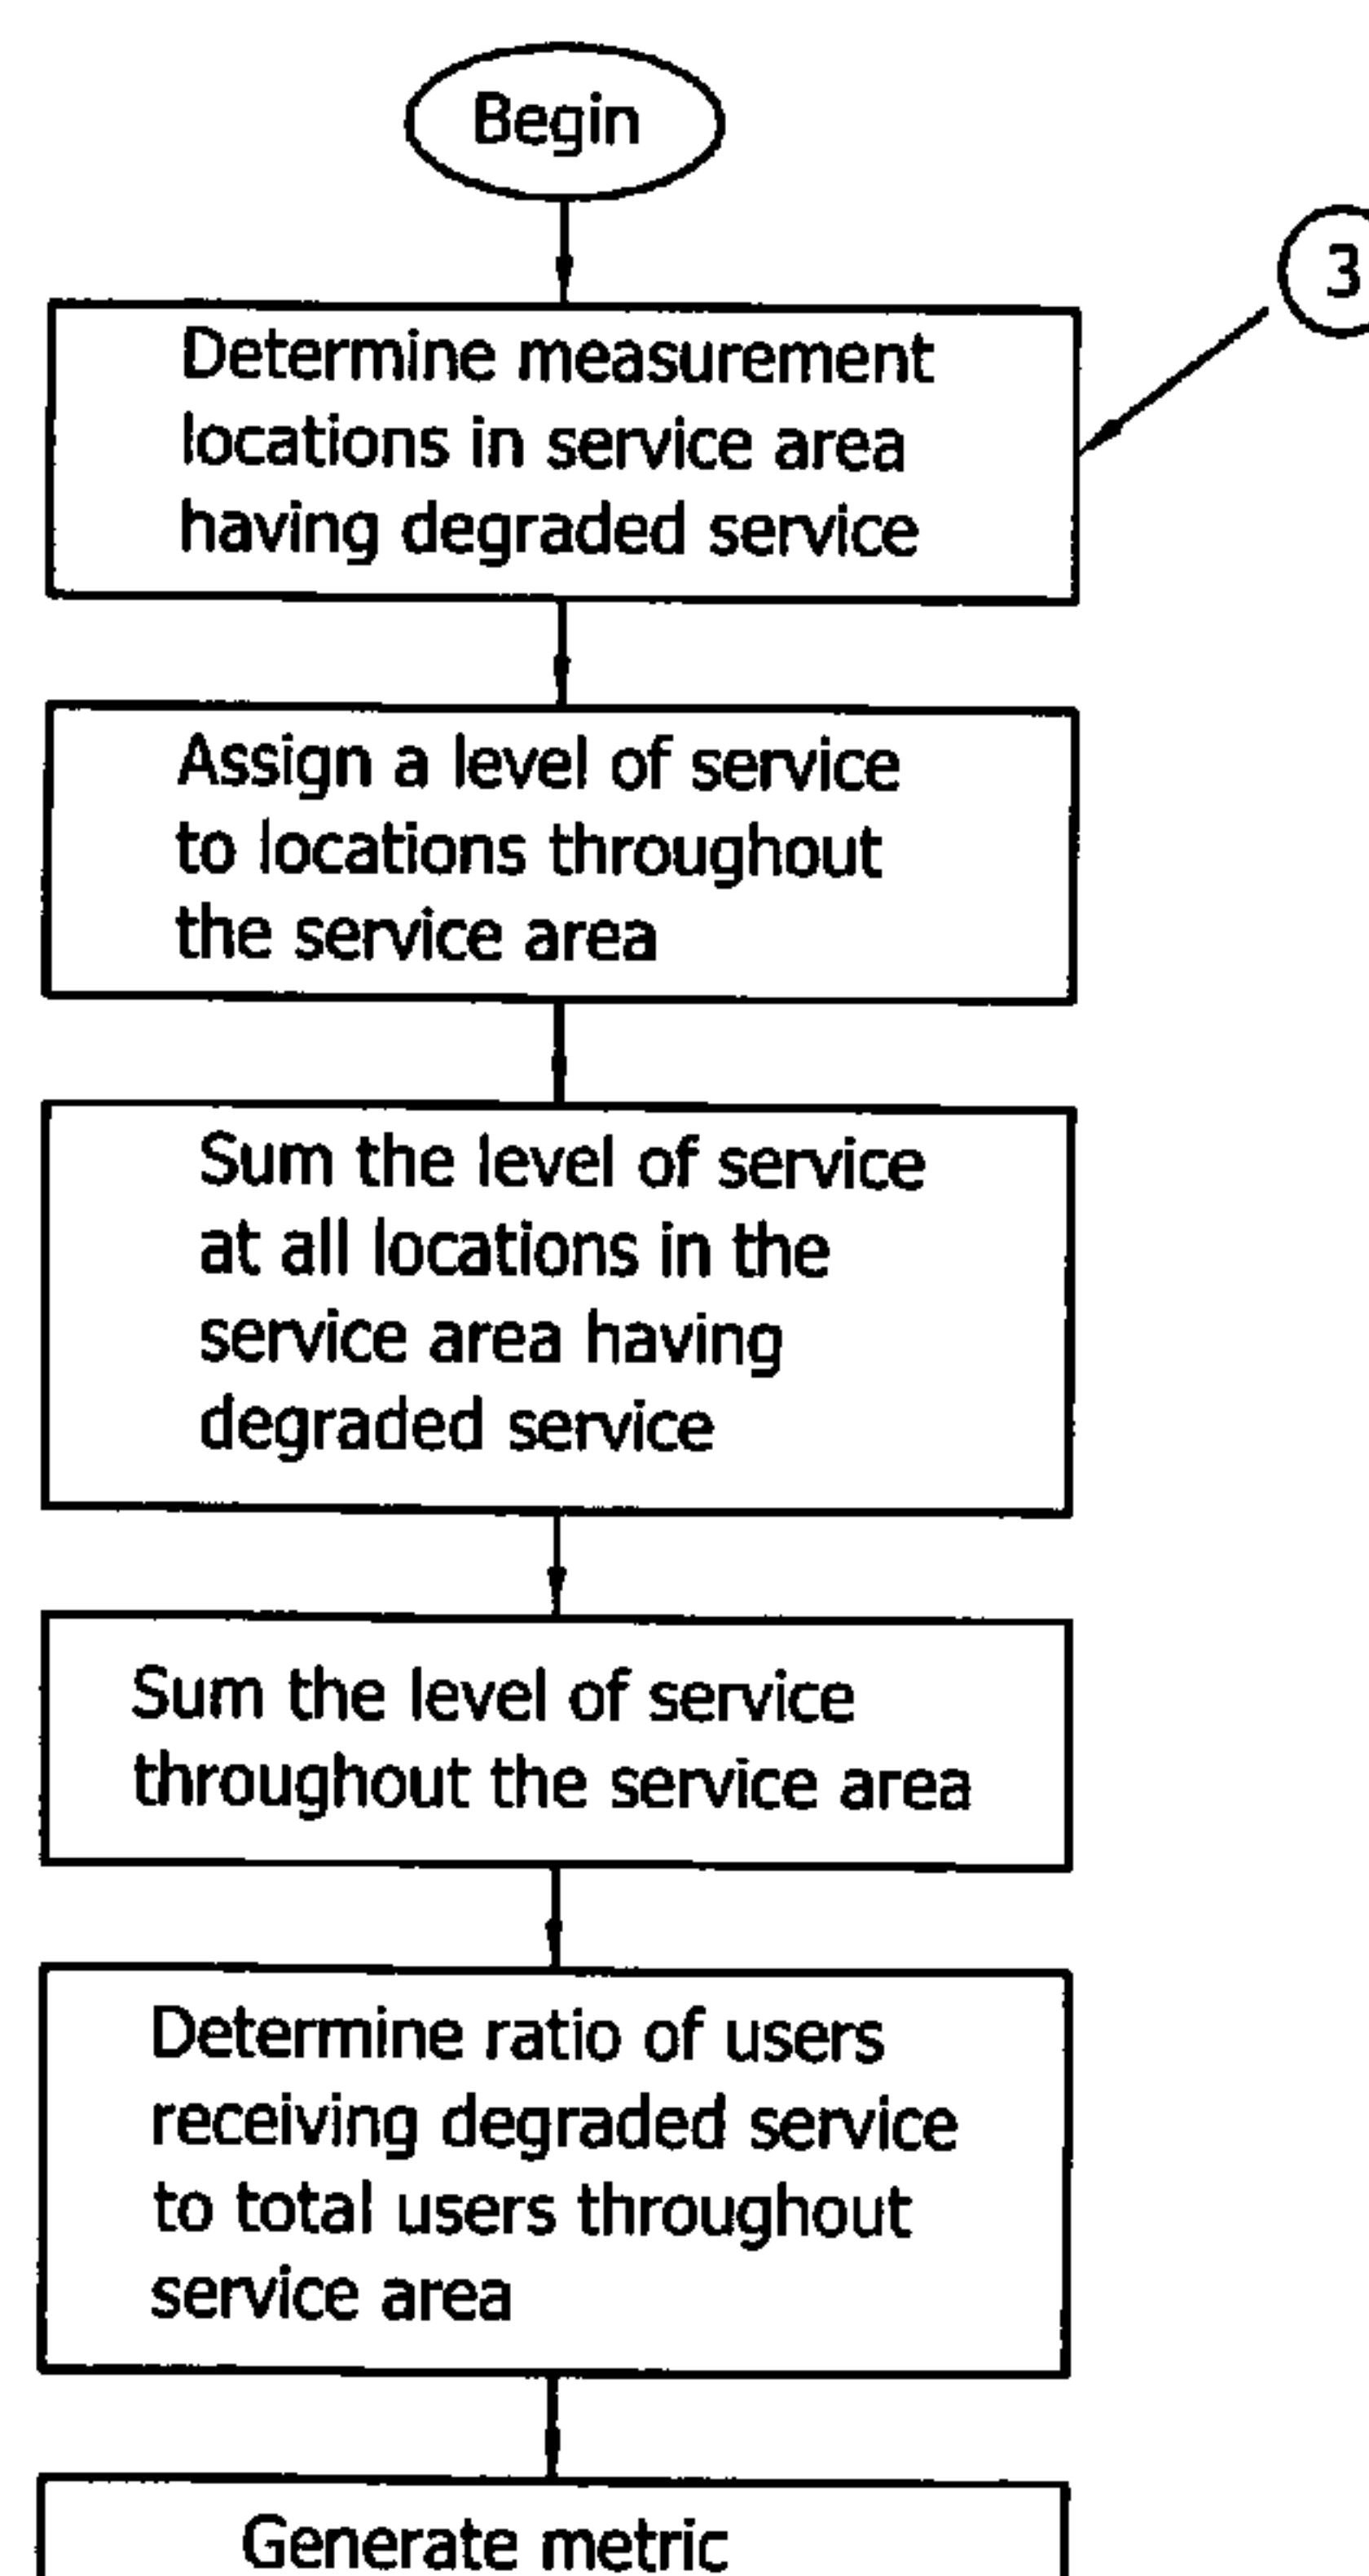 Begin
3
Determine measurement
locations in service area
having degraded service
Assign a level of service
to locations throughout
the service area
Sum the level of service
at all locations in the
service area having
degraded service
Sum the level of service
throughout the service area
Determine ratio of users
receiving degraded service
to total users throughout
service area
Generate metric